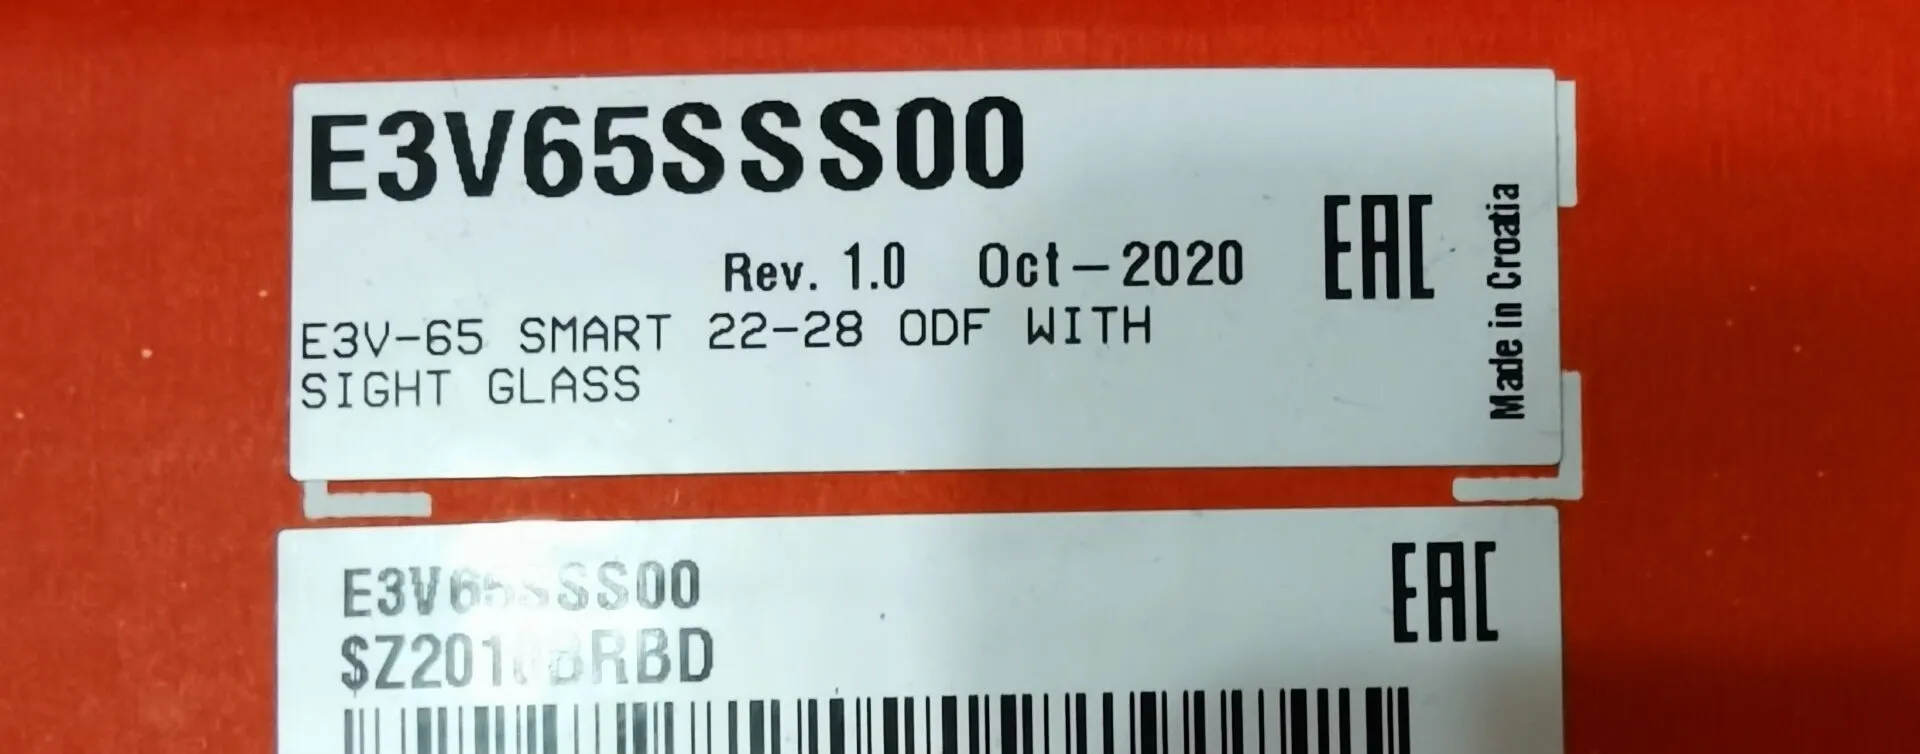 E3V65SSS00
Rev. 1.0 Oct-2020
EAC
Made in Croatia
E3V-65 SMART 22-28 ODF WITH
SIGHT GLASS
E3V65SSS00
EAC